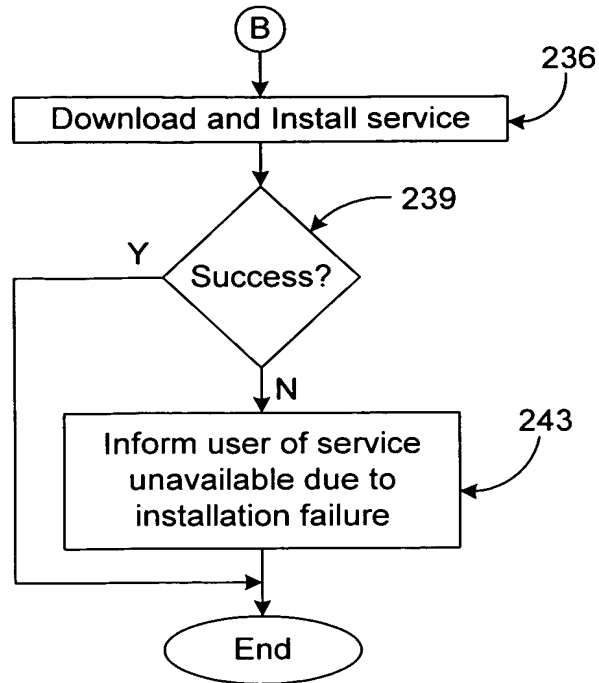 B
236
Download and Install service
239
Y
Success?
N
243
Inform user of service
unavailable due to
installation failure
End